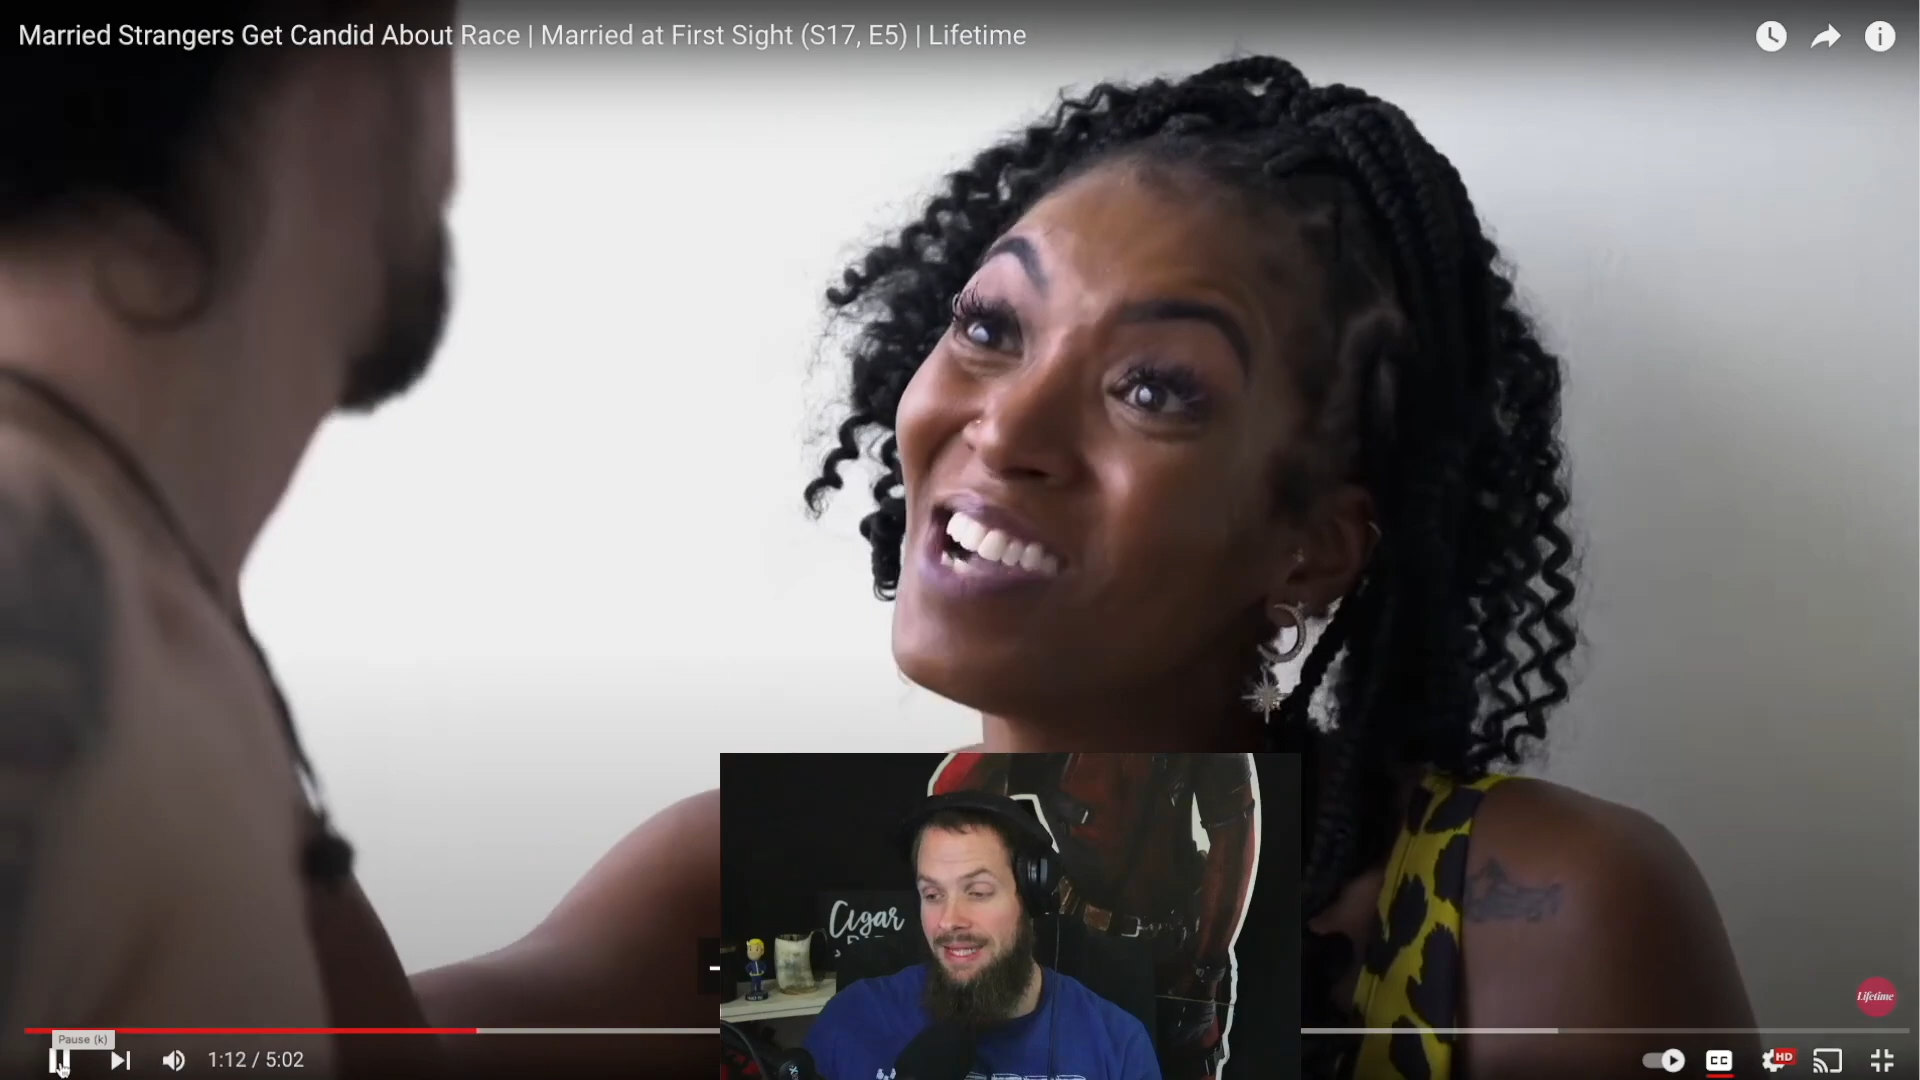 Married Strangers Get Candid About Race | Married at First Sight (S17, E5) | Lifetime
Cigar
Lifetime
Pause (k)
1:12 / 5:02
CC
HD